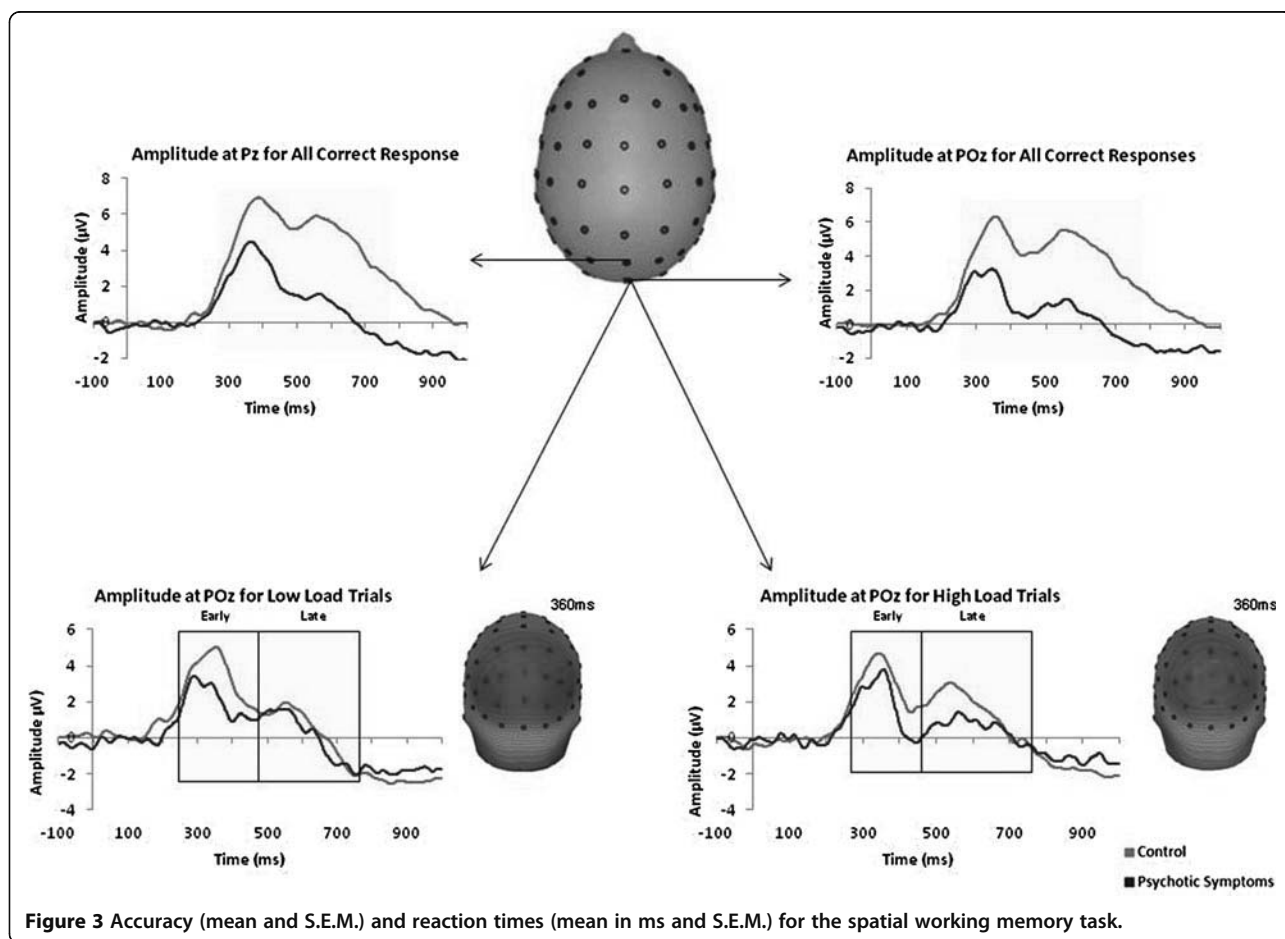 Amplitude at Pz for All Correct Response
Amplitude (µV)
8
6
4
2
0
-2
-100 100 300 500 700 900
Time (ms)
Amplitude at POz for All Correct Responses
Amplitude (µV)
8
6
4
2
0
-2
-100 100 300 500 700 900
Time (ms)
Amplitude at POz for Low Load Trials
Early Late
360ms
Amplitude µV
6
4
2
0
-2
-4
-100 100 300 500 700 900
Time (ms)
Amplitude at POz for High Load Trials
Early Late
360ms
Amplitude (µV)
6
4
2
0
-2
-4
-100 100 300 500 700 900
Time (ms)
Control
Psychotic Symptoms
Figure 3 Accuracy (mean and S.E.M.) and reaction times (mean in ms and S.E.M.) for the spatial working memory task.